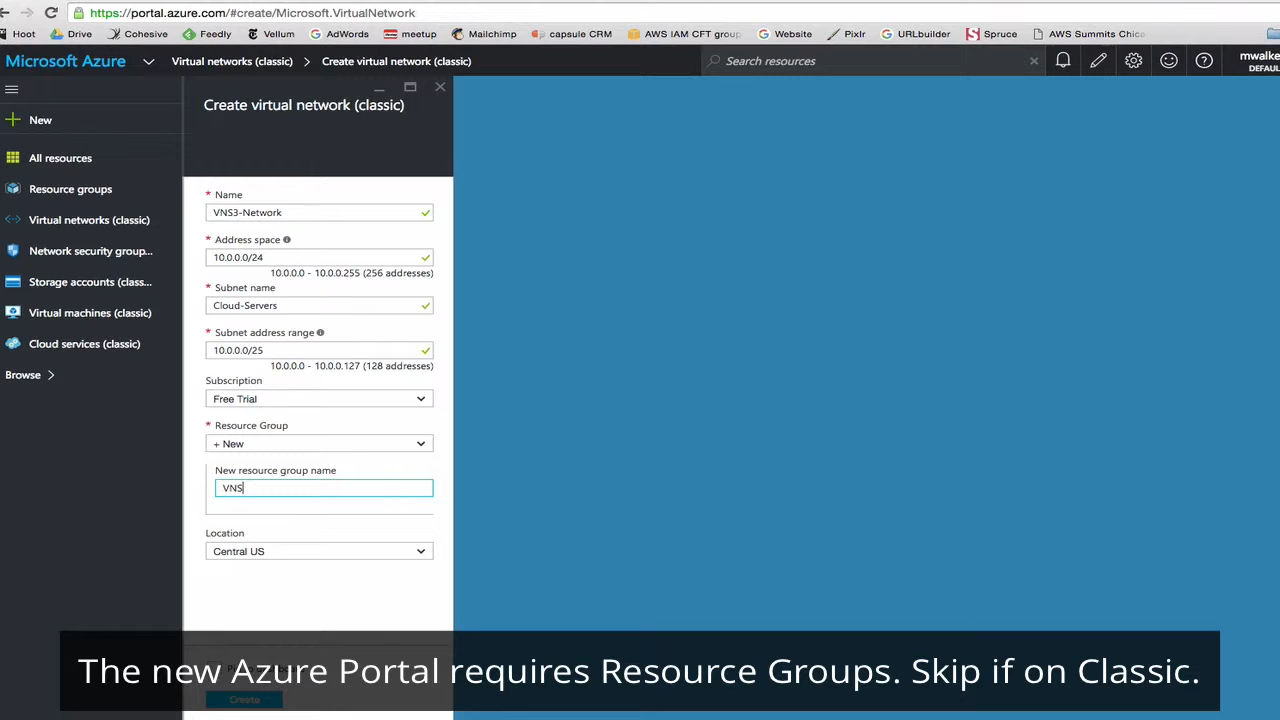 https://portal.azure.com/#create/Microsoft.VirtualNetwork
Hoot Drive Cohesive Feedly Vellum AdWords meetup Mailchimp capsule CRM AWS IAM CFT group Website Pixlr URLbuilder Spruce AWS Summits Chica
Microsoft Azure Virtual networks (classic) > Create virtual network (classic) Search resources mwalke
DEFAUL
Create virtual network (classic)
New
All resources
Resource groups
Virtual networks (classic)
Network security group...
Storage accounts (class...
Virtual machines (classic)
Cloud services (classic)
Browse >
* Name
VNS3-Network
* Address space
10.0.0.0/24
10.0.0.0 - 10.0.0.255 (256 addresses)
* Subnet name
Cloud-Servers
* Subnet address range
10.0.0.0/25
10.0.0.0 - 10.0.0.127 (128 addresses)
Subscription
Free Trial
* Resource Group
+ New
New resource group name
VNS
Location
Central US
The new Azure Portal requires Resource Groups. Skip if on Classic.
Create